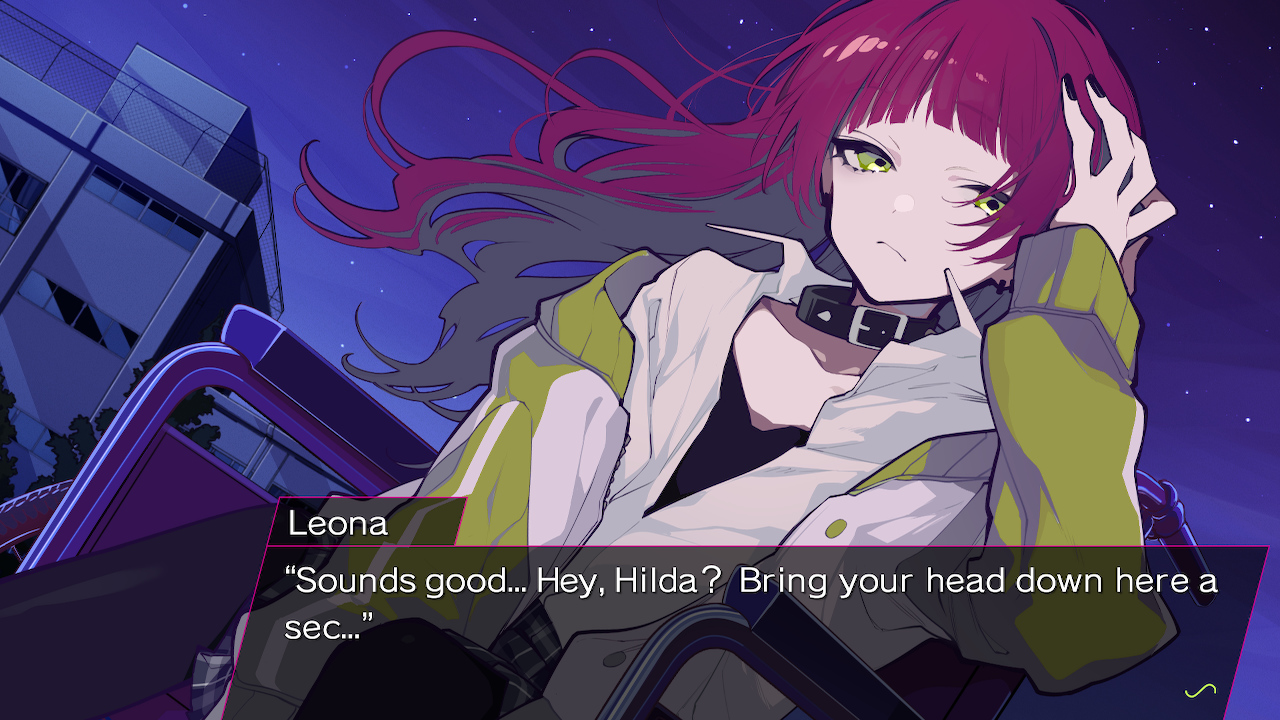 Leona
“Sounds good... Hey, Hilda? Bring your head down here a
sec...”